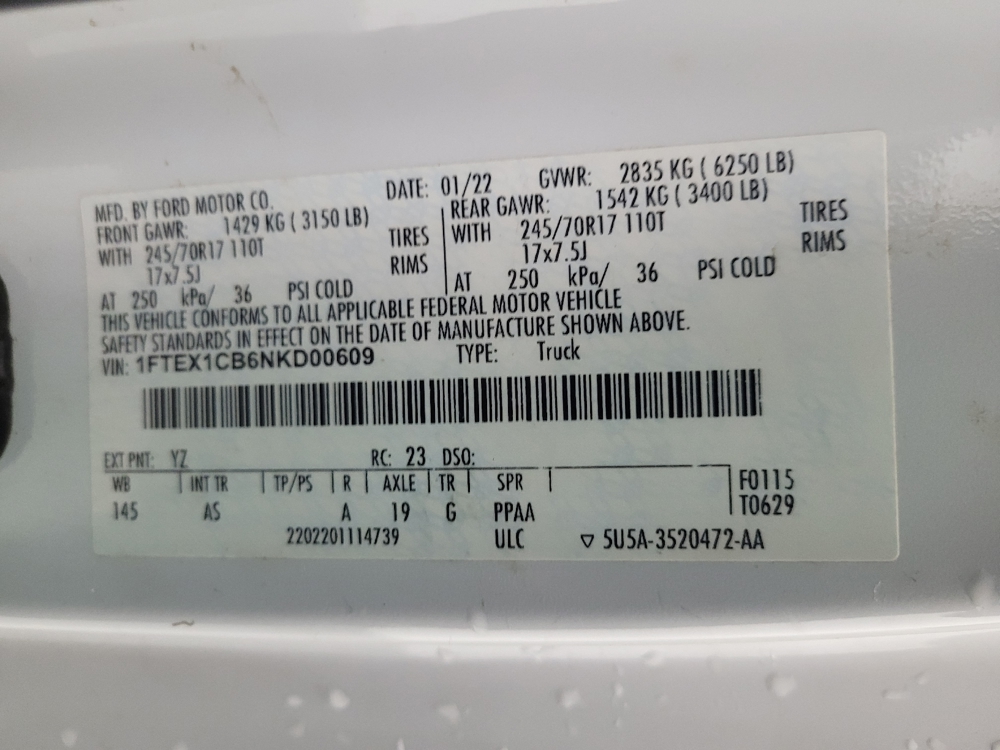 MFD. BY FORD MOTOR CO. DATE: 01/22 GVWR: 2835 KG ( 6250 LB)
FRONT GAWR: 1429 KG ( 3150 LB) REAR GAWR: 1542 KG ( 3400 LB)
WITH 245/70R17 110T TIRES WITH 245/70R17 110T TIRES
17x7.5J RIMS 17x7.5J RIMS
AT 250 kPa/ 36 PSI COLD AT 250 kPa/ 36 PSI COLD
THIS VEHICLE CONFORMS TO ALL APPLICABLE FEDERAL MOTOR VEHICLE
SAFETY STANDARDS IN EFFECT ON THE DATE OF MANUFACTURE SHOWN ABOVE.
VIN: 1FTEX1CB6NKD00609 TYPE: Truck
EXT PNT: YZ RC: 23 DSO:
WB INT TR TP/PS R AXLE TR SPR F0115
145 AS A 19 G PPAA T0629
2202201114739 ULC ▽ 5U5A-3520472-AA